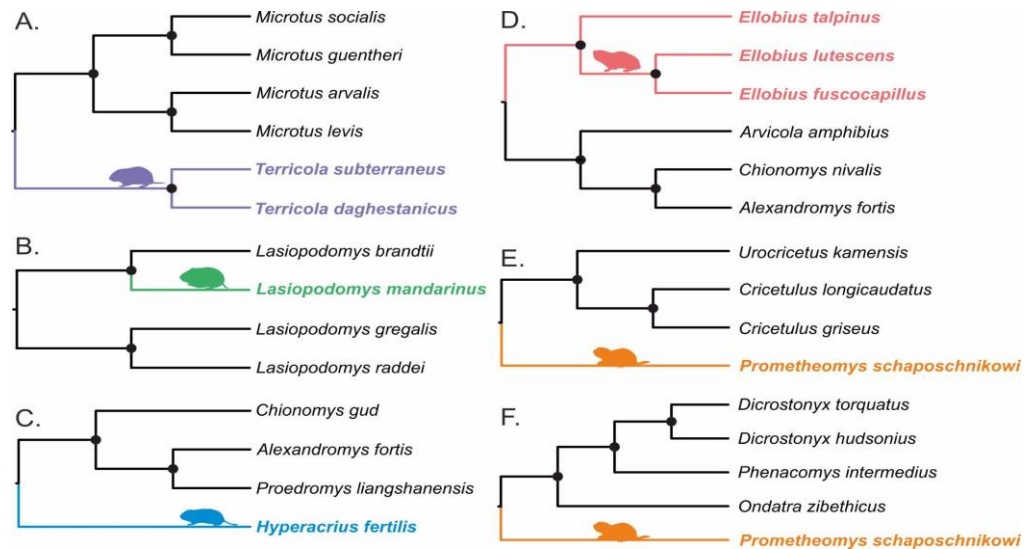 A.
Microtus socialis
Microtus guentheri
Microtus arvalis
Microtus levis
Terricola subterraneus
Terricola daghestanicus
B.
Lasiopodomys brandtii
Lasiopodomys mandarinus
Lasiopodomys gregalis
Lasiopodomys raddei
C.
Chionomys gud
Alexandromys fortis
Proedromys liangshanensis
Hyperacrius fertilis
D.
Ellobius talpinus
Ellobius lutescens
Ellobius fuscocapillus
Arvicola amphibius
Chionomys nivalis
Alexandromys fortis
E.
Urocricetus kamensis
Cricetulus longicaudatus
Cricetulus griseus
Prometheomys schaposchnikowi
F.
Dicrostonyx torquatus
Dicrostonyx hudsonius
Phenacomys intermedius
Ondatra zibethicus
Prometheomys schaposchnikowi